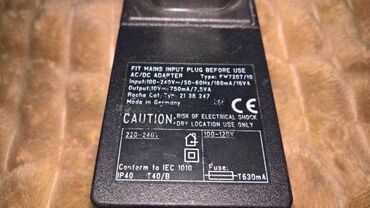 FIT MAINS INPUT PLUG BEFORE USE
AC/DC ADAPTER Type: FW7207/10
Input:100-240V~/50-60Hz/160mA/16VA
Output:10V⎓750mA/7,5VA
Roche Cat. Typ: 21 38 247
Made in Germany
CE
CAUTION: RISK OF ELECTRICAL SHOCK
DRY LOCATION USE ONLY
220-240V 100-120V
Conform to IEC 1010 Fuse:
IP40 T40/B T630mA